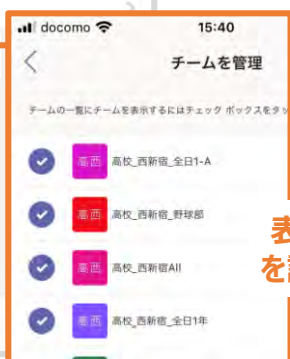 docomo 15:40
チームを管理
チームの一覧にチームを表示するにはチェック ボックスをタッ
高西 高校_西新宿_全日1-A
高西 高校_西新宿_野球部
高西 高校_西新宿All
高西 高校_西新宿_全日1年
表
を